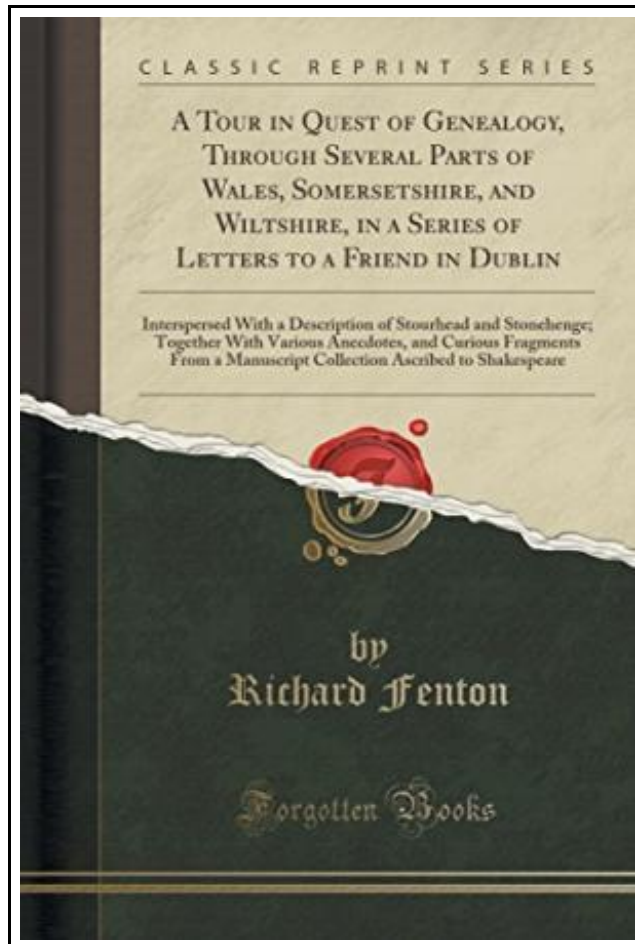 CLASSIC REPRINT SERIES
A TOUR IN QUEST OF GENEALOGY,
THROUGH SEVERAL PARTS OF
WALES, SOMERSETSHIRE, AND
WILTSHIRE, IN A SERIES OF
LETTERS TO A FRIEND IN DUBLIN
Interspersed With a Description of Stourhead and Stonehenge;
Together With Various Anecdotes, and Curious Fragments
From a Manuscript Collection Ascribed to Shakespeare
by
Richard Fenton
Forgotten Books